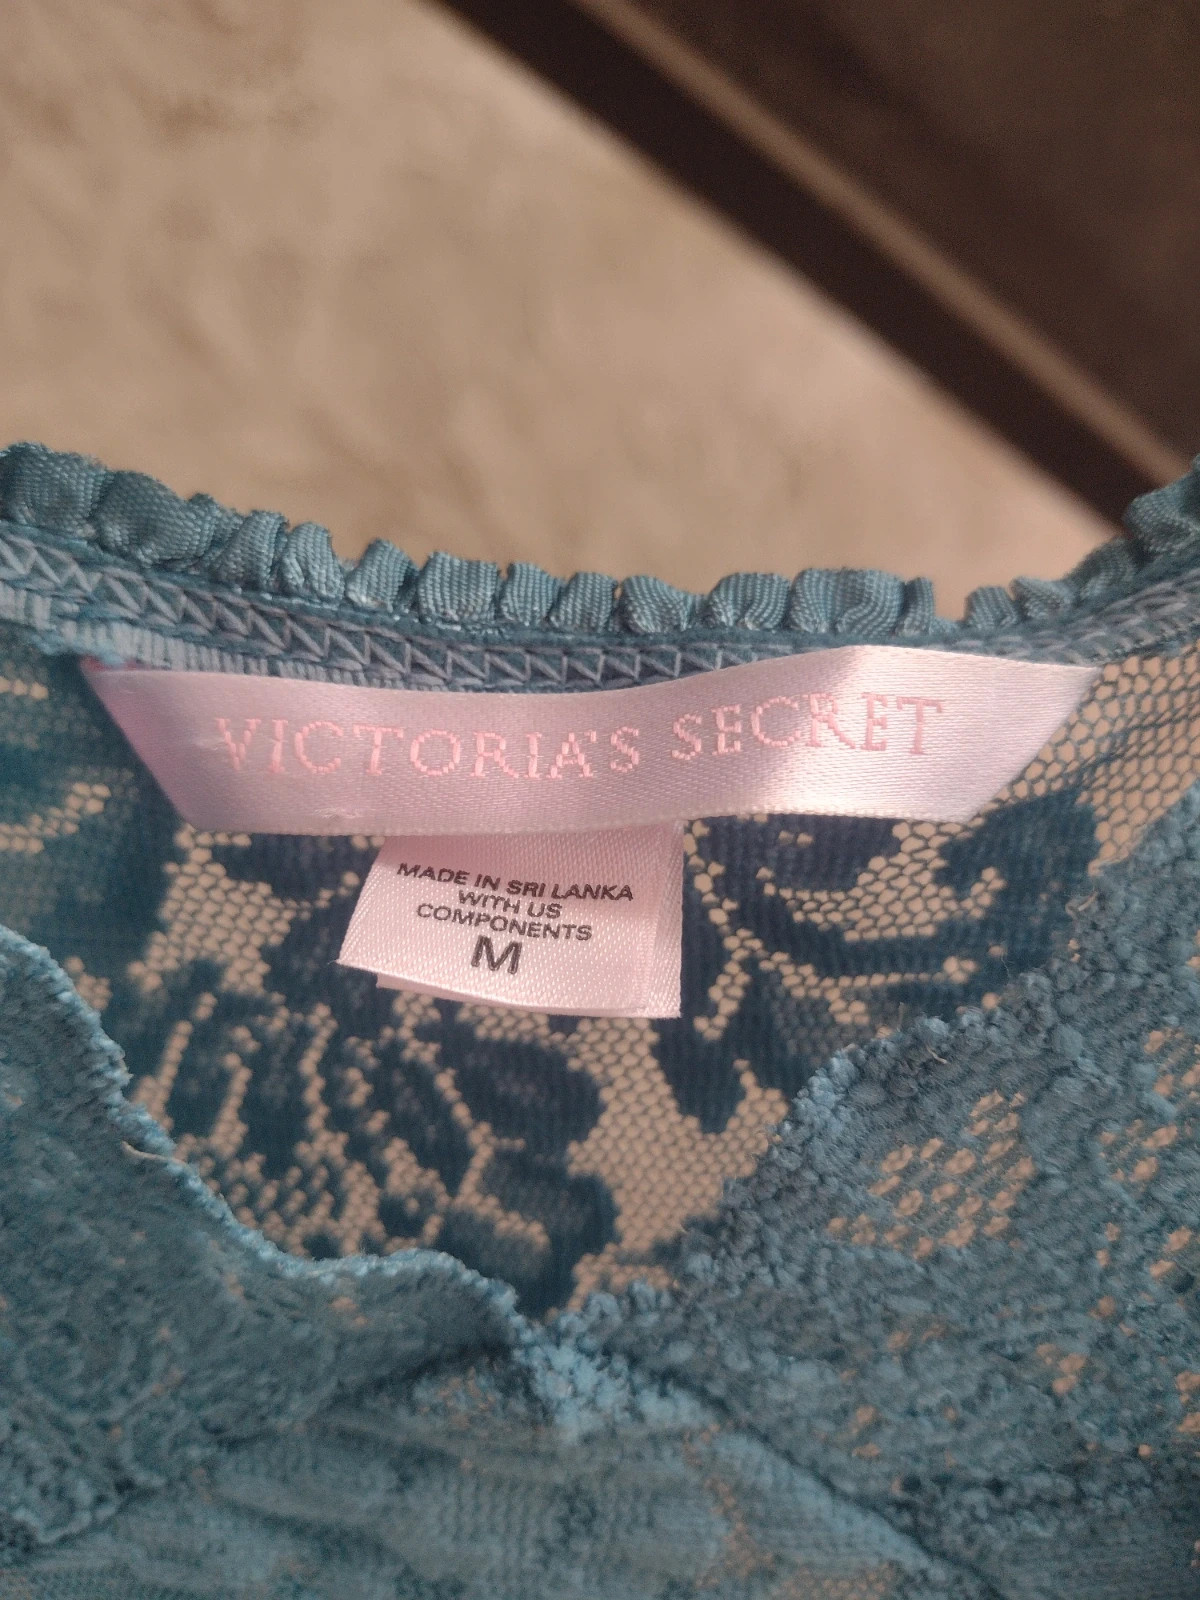 VICTORIA'S SECRET
MADE IN SRI LANKA
WITH US
COMPONENTS
M